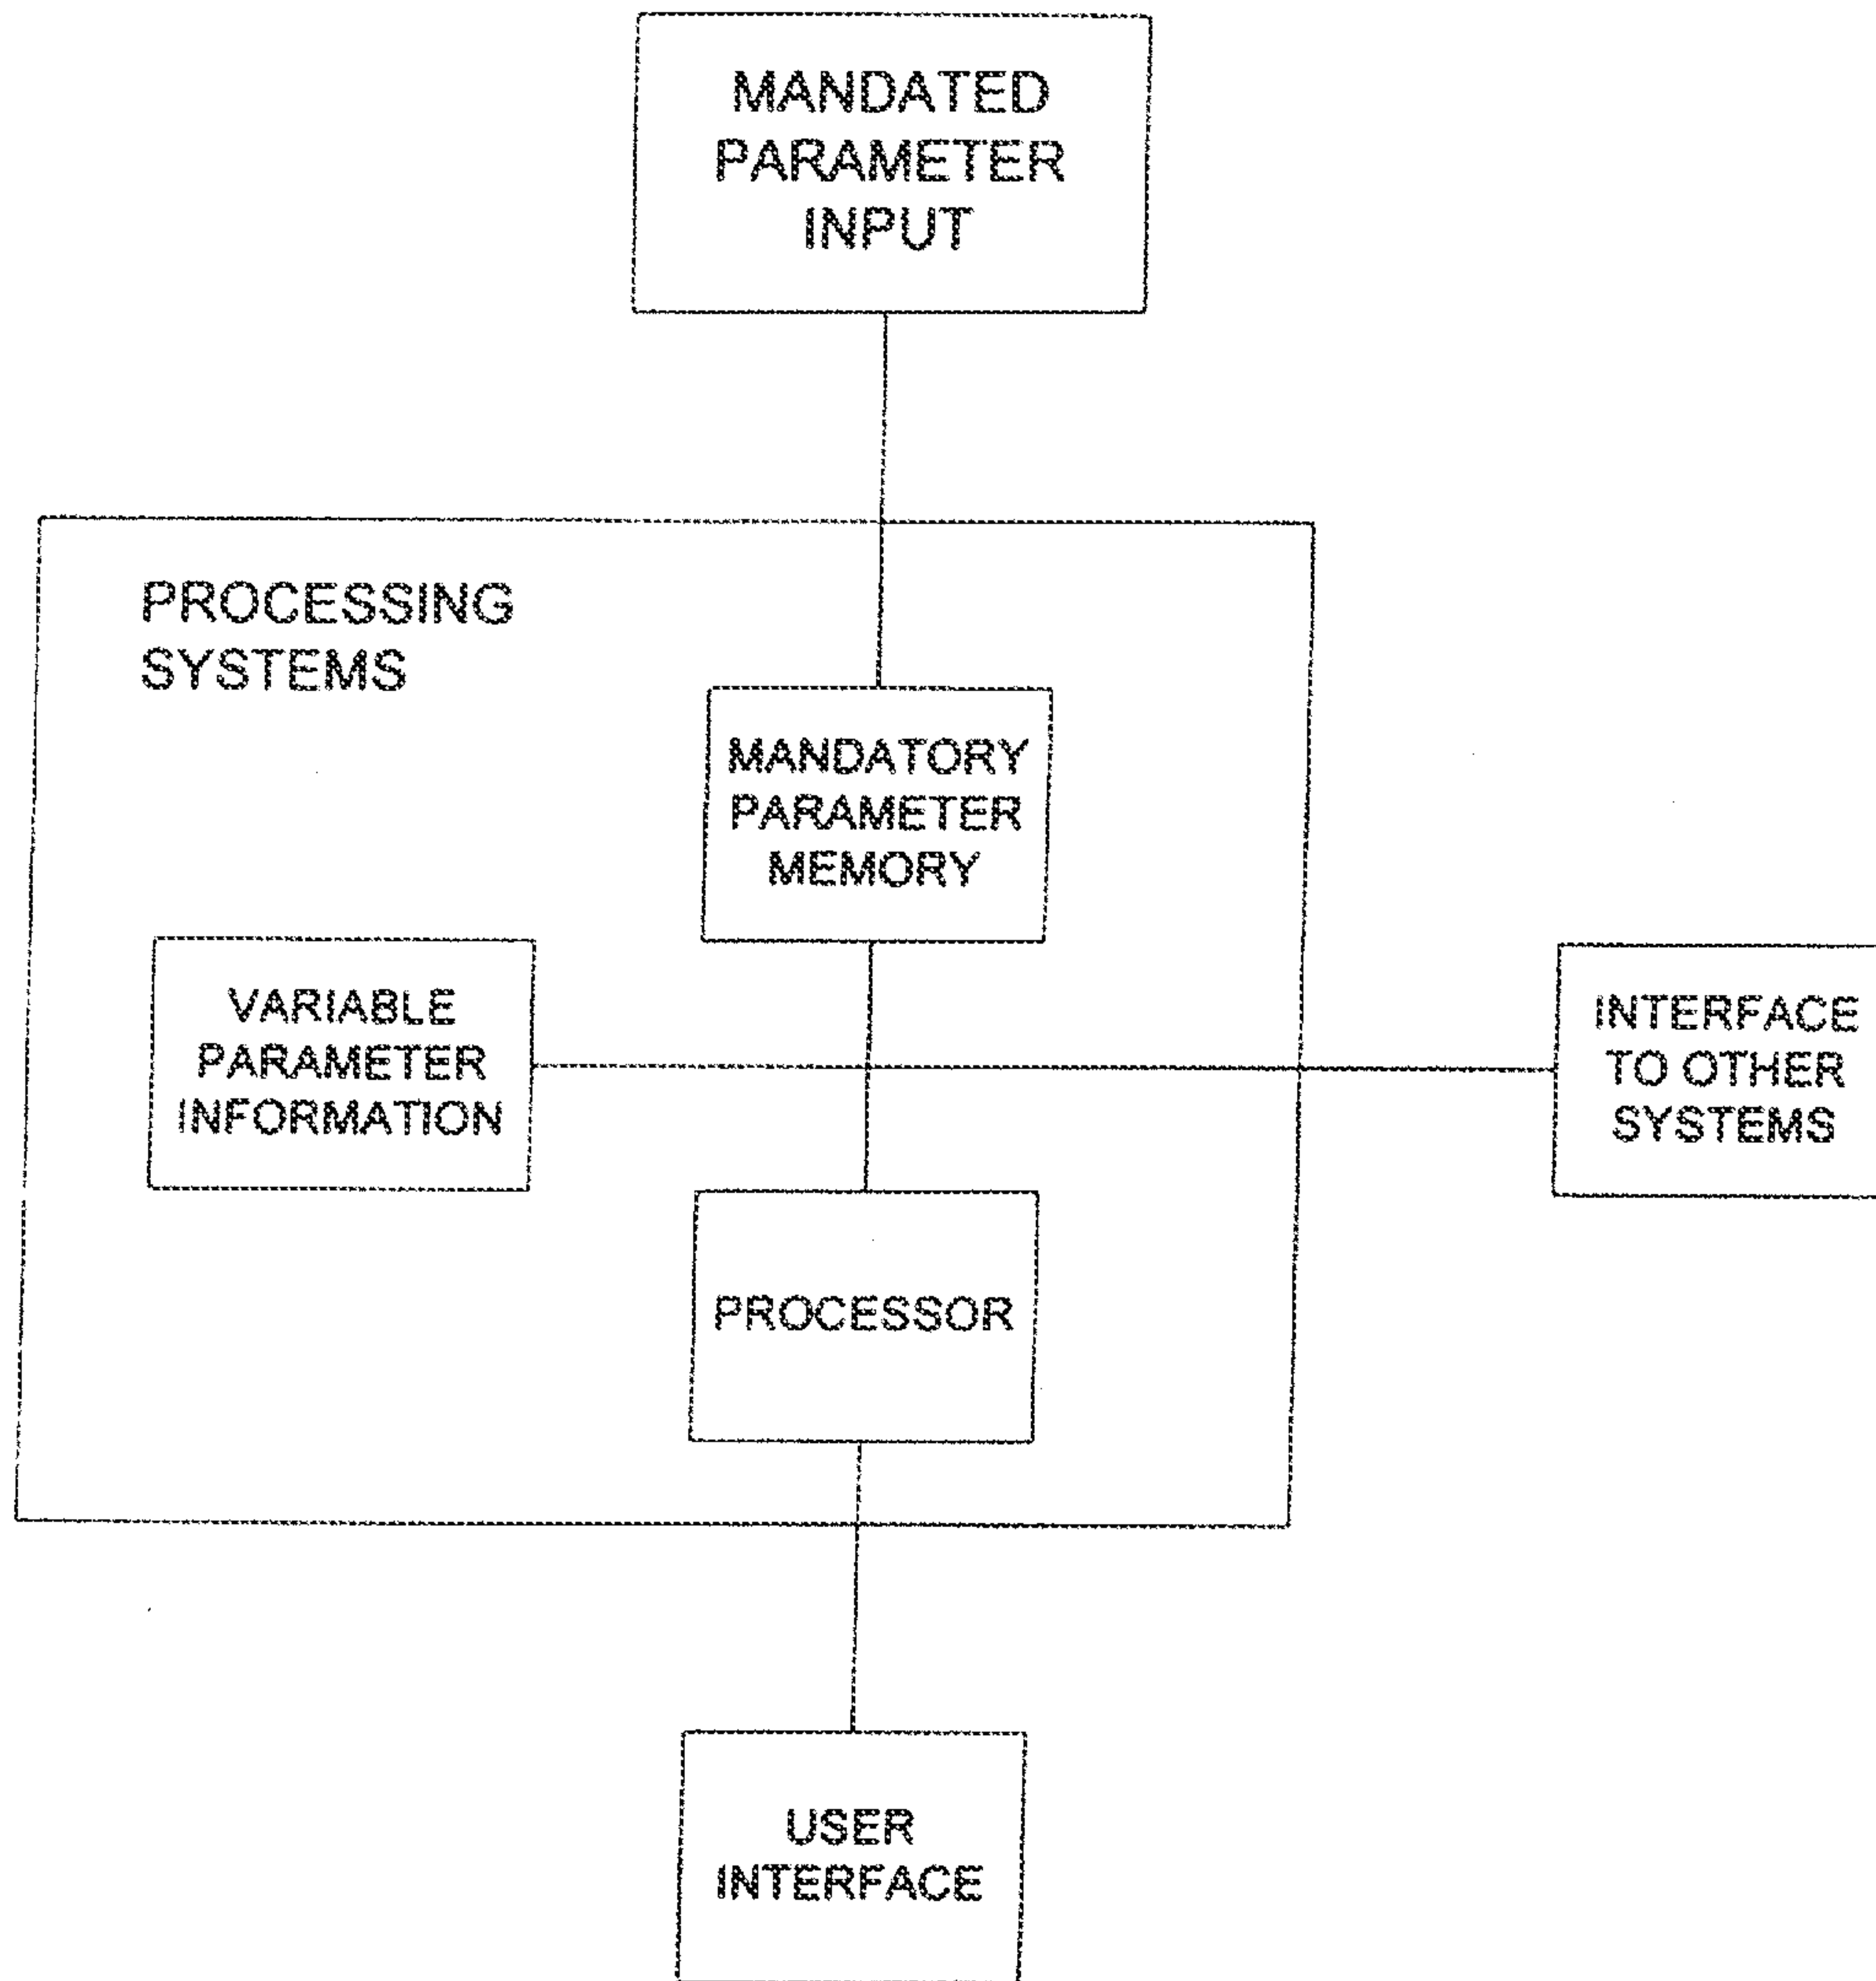 MANDATED
PARAMETER
INPUT
PROCESSING
SYSTEMS
MANDATORY
PARAMETER
MEMORY
VARIABLE
PARAMETER
INFORMATION
INTERFACE
TO OTHER
SYSTEMS
PROCESSOR
USER
INTERFACE